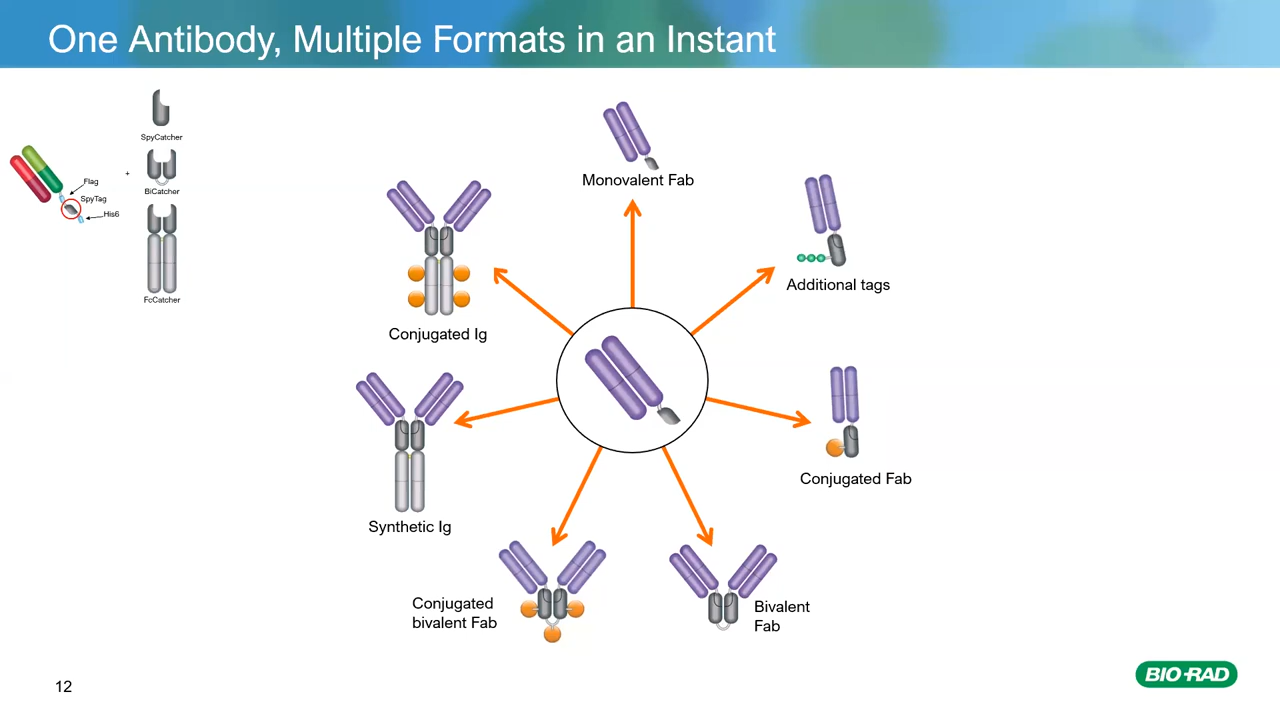 One Antibody, Multiple Formats in an Instant
SpyCatcher
+
BiCatcher
Flag
SpyTag
His6
FcCatcher
Monovalent Fab
Additional tags
Conjugated Ig
Conjugated Fab
Synthetic Ig
Conjugated
bivalent Fab
Bivalent
Fab
12
BIO-RAD